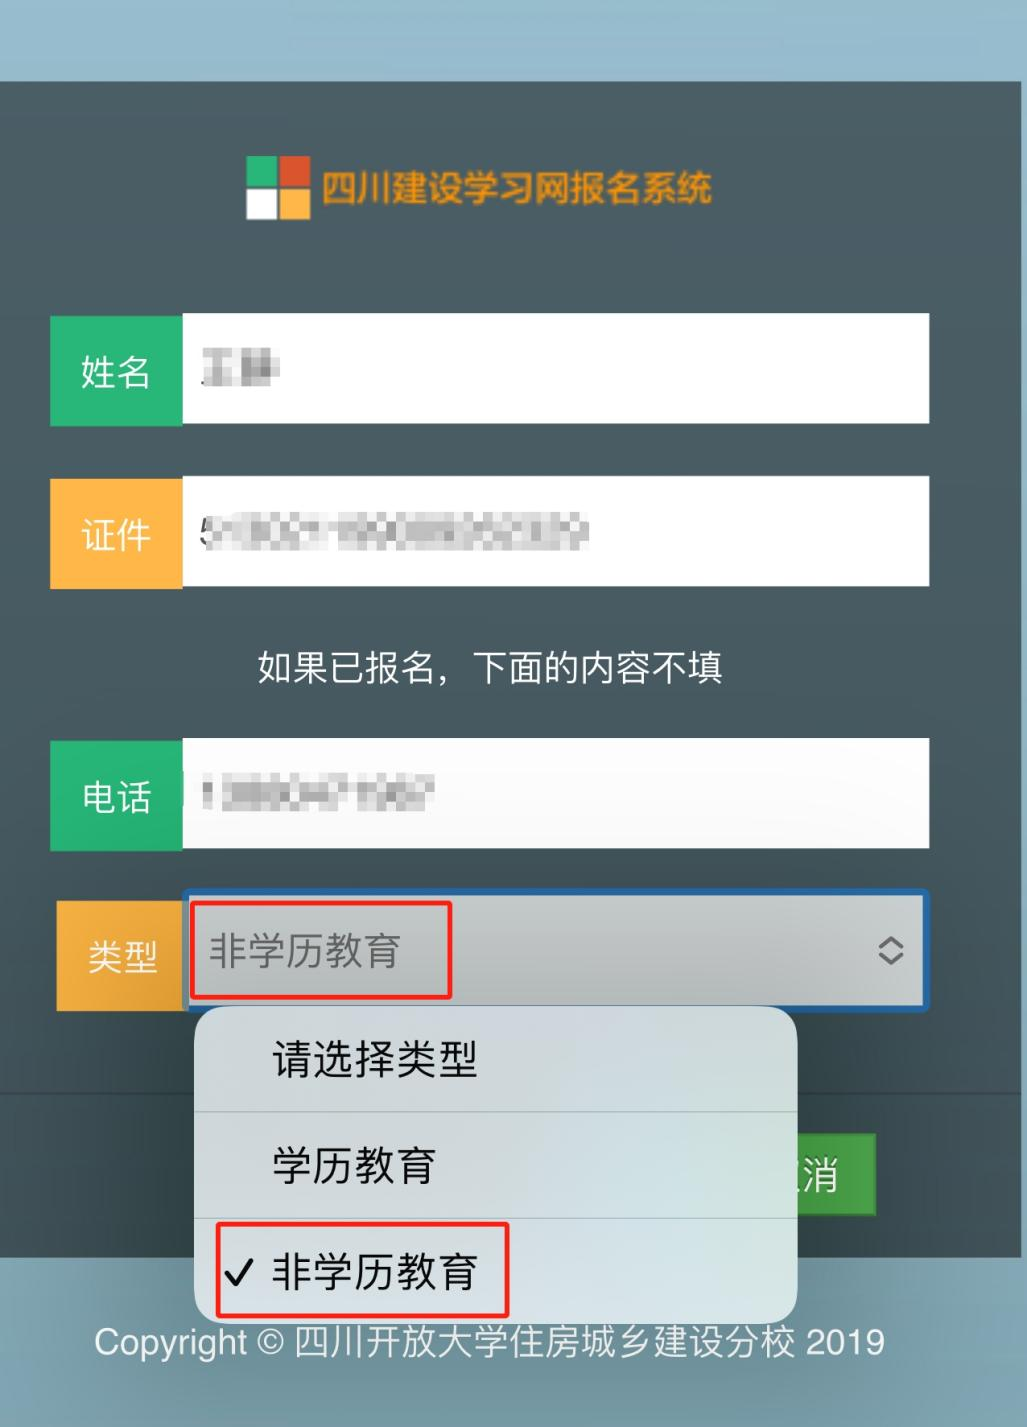 四川建设学习网报名系统
姓名
证件
如果已报名，下面的内容不填
电话
类型
非学历教育
请选择类型
学历教育
消
✓ 非学历教育
Copyright © 四川开放大学住房城乡建设分校 2019